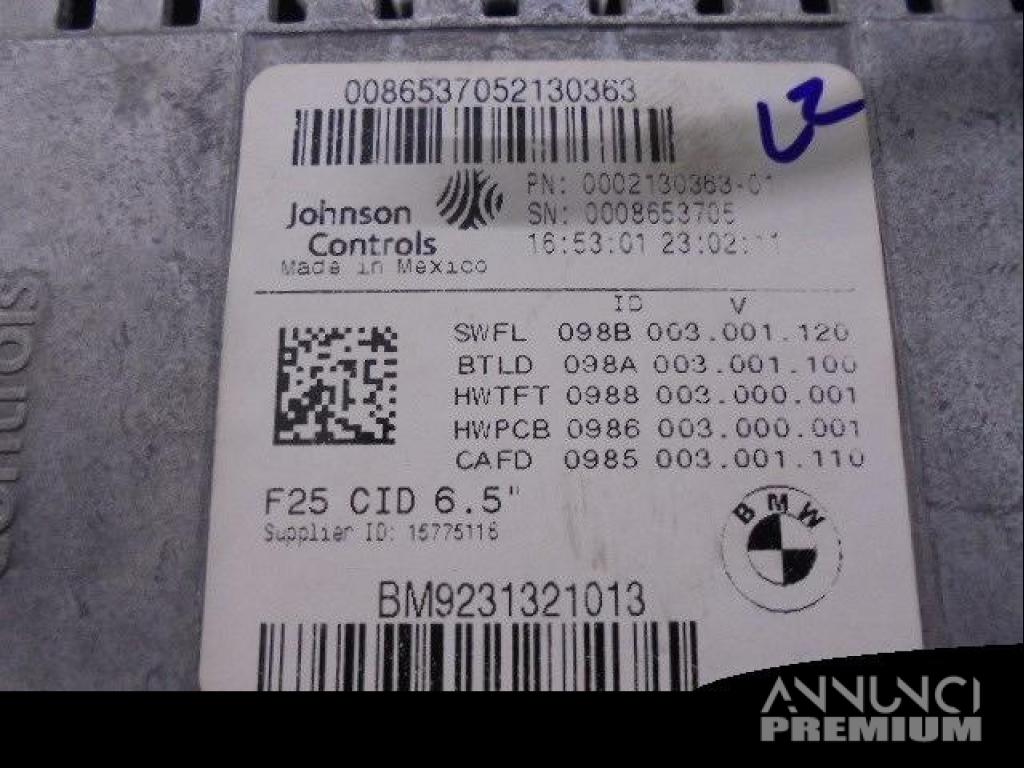 0086537052130363
Johnson
Controls
PN: 0002130363-01
SN: 0008653705
16:53:01 23:02:11
Made in Mexico
ID V
SWFL 098B 003.001.120
BTLD 098A 003.001.100
HWTFT 0988 003.000.001
HWPCB 0986 003.000.001
CAFD 0985 003.001.110
F25 CID 6.5"
Supplier ID: 15775116
BMW
BM9231321013
ANNUNCI
PREMIUM